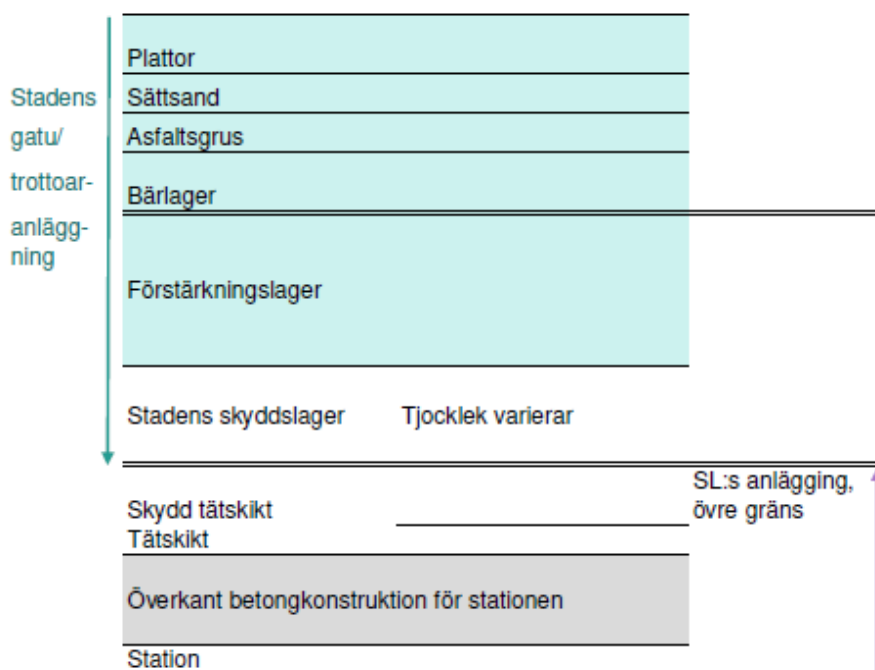 Stadens
gatu/
trottoar-
anlägg-
ning
Plattor
Sättsand
Asfaltsgrus
Bärlager
Förstärkningslager
Stadens skyddslager Tjocklek varierar
SL:s anlägging,
övre gräns
Skydd tätskikt
Tätskikt
Överkant betongkonstruktion för stationen
Station